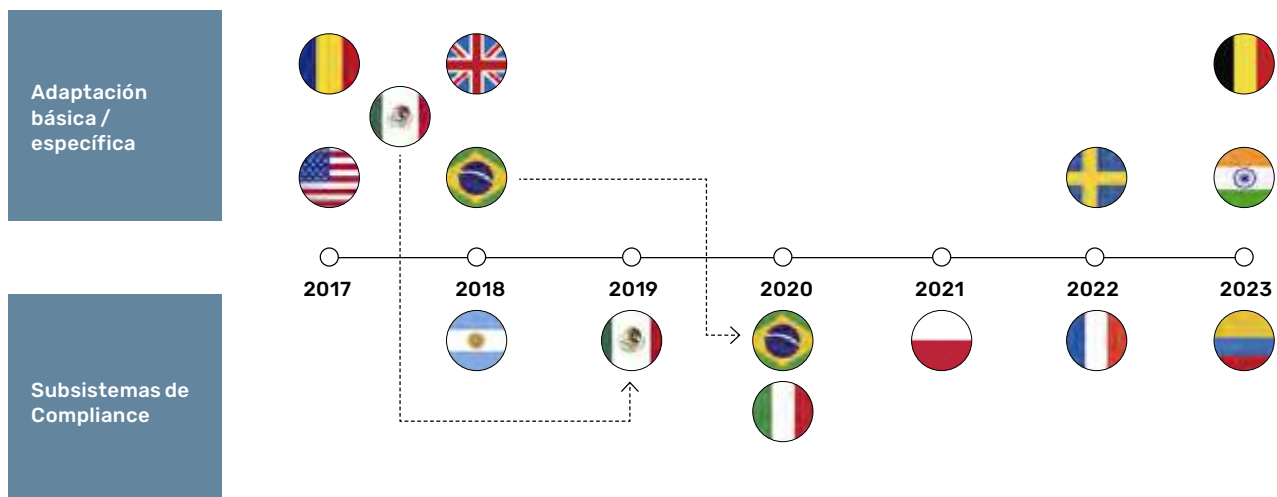 Adaptación
básica /
específica
2017
2018
2019
2020
2021
2022
2023
Subsistemas de
Compliance